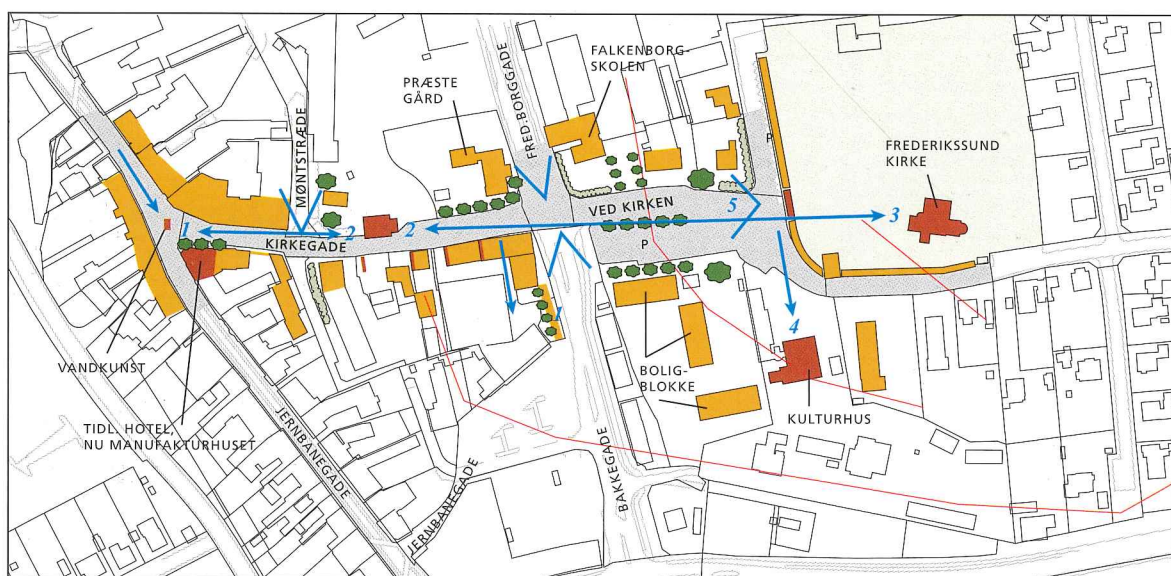 FALKENBORG-
SKOLEN
PRÆSTE
GÅRD
FRED:BORGGADE
MØNTSTRÆDE
P
FREDERIKSSUND
KIRKE
VED KIRKEN
5
3
1
2
2
KIRKEGADE
P
1
4
VANDKUNST
BOLIG-
BLOKKE
KULTURHUS
TIDL. HOTEL,
NU MANUFAKTURHUSET
JERNBANEGADE
JERNBANEGADE
BAKKEGADE